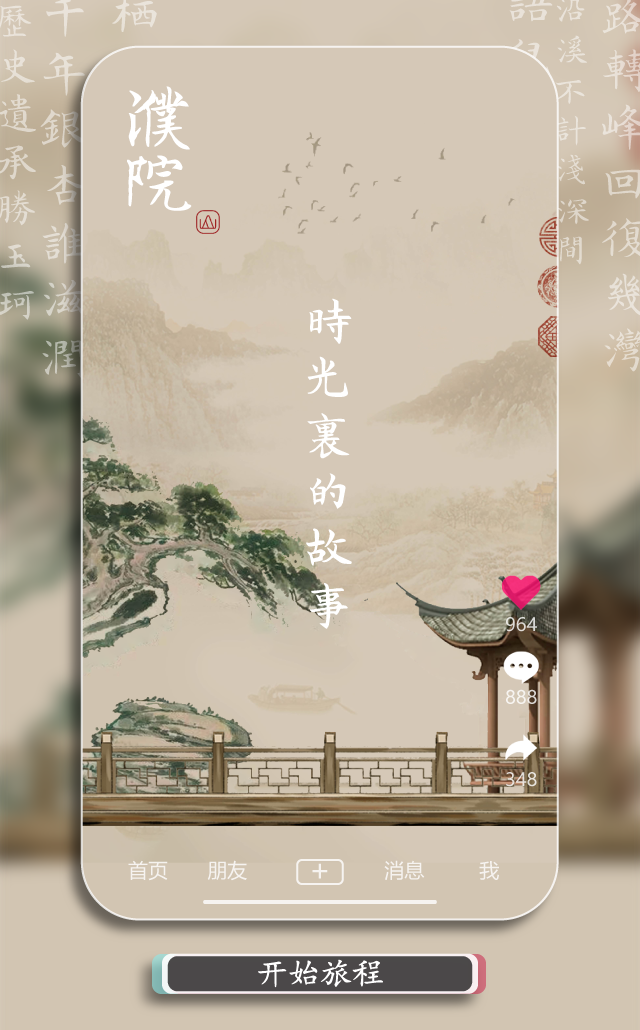 栖
千年銀杏誰滋潤
歷史遺承勝玉珂
路轉峰回復幾灣
沿溪不計淺深間
濮院
時光裏的故事
964
888
348
首页 朋友 消息 我
开始旅程